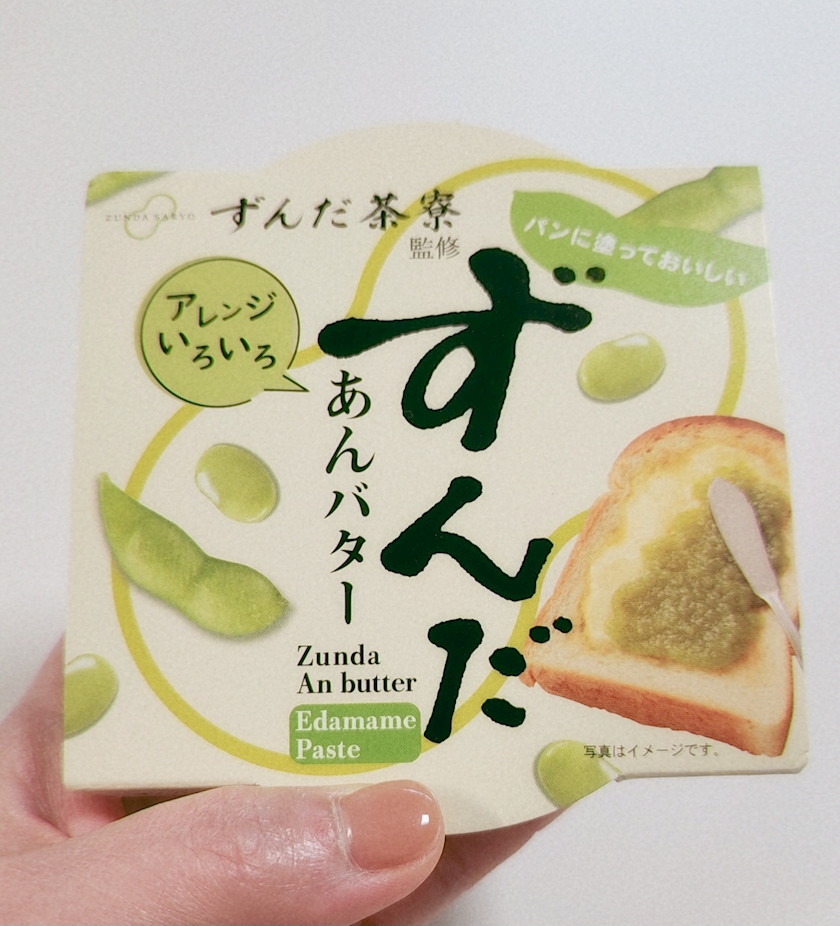 ZUNDA SARYO
ずんだ茶寮
監修
パンに塗っておいしい
アレンジ
いろいろ
ずんだ
あんバター
Zunda
An butter
Edamame
Paste
写真はイメージです。